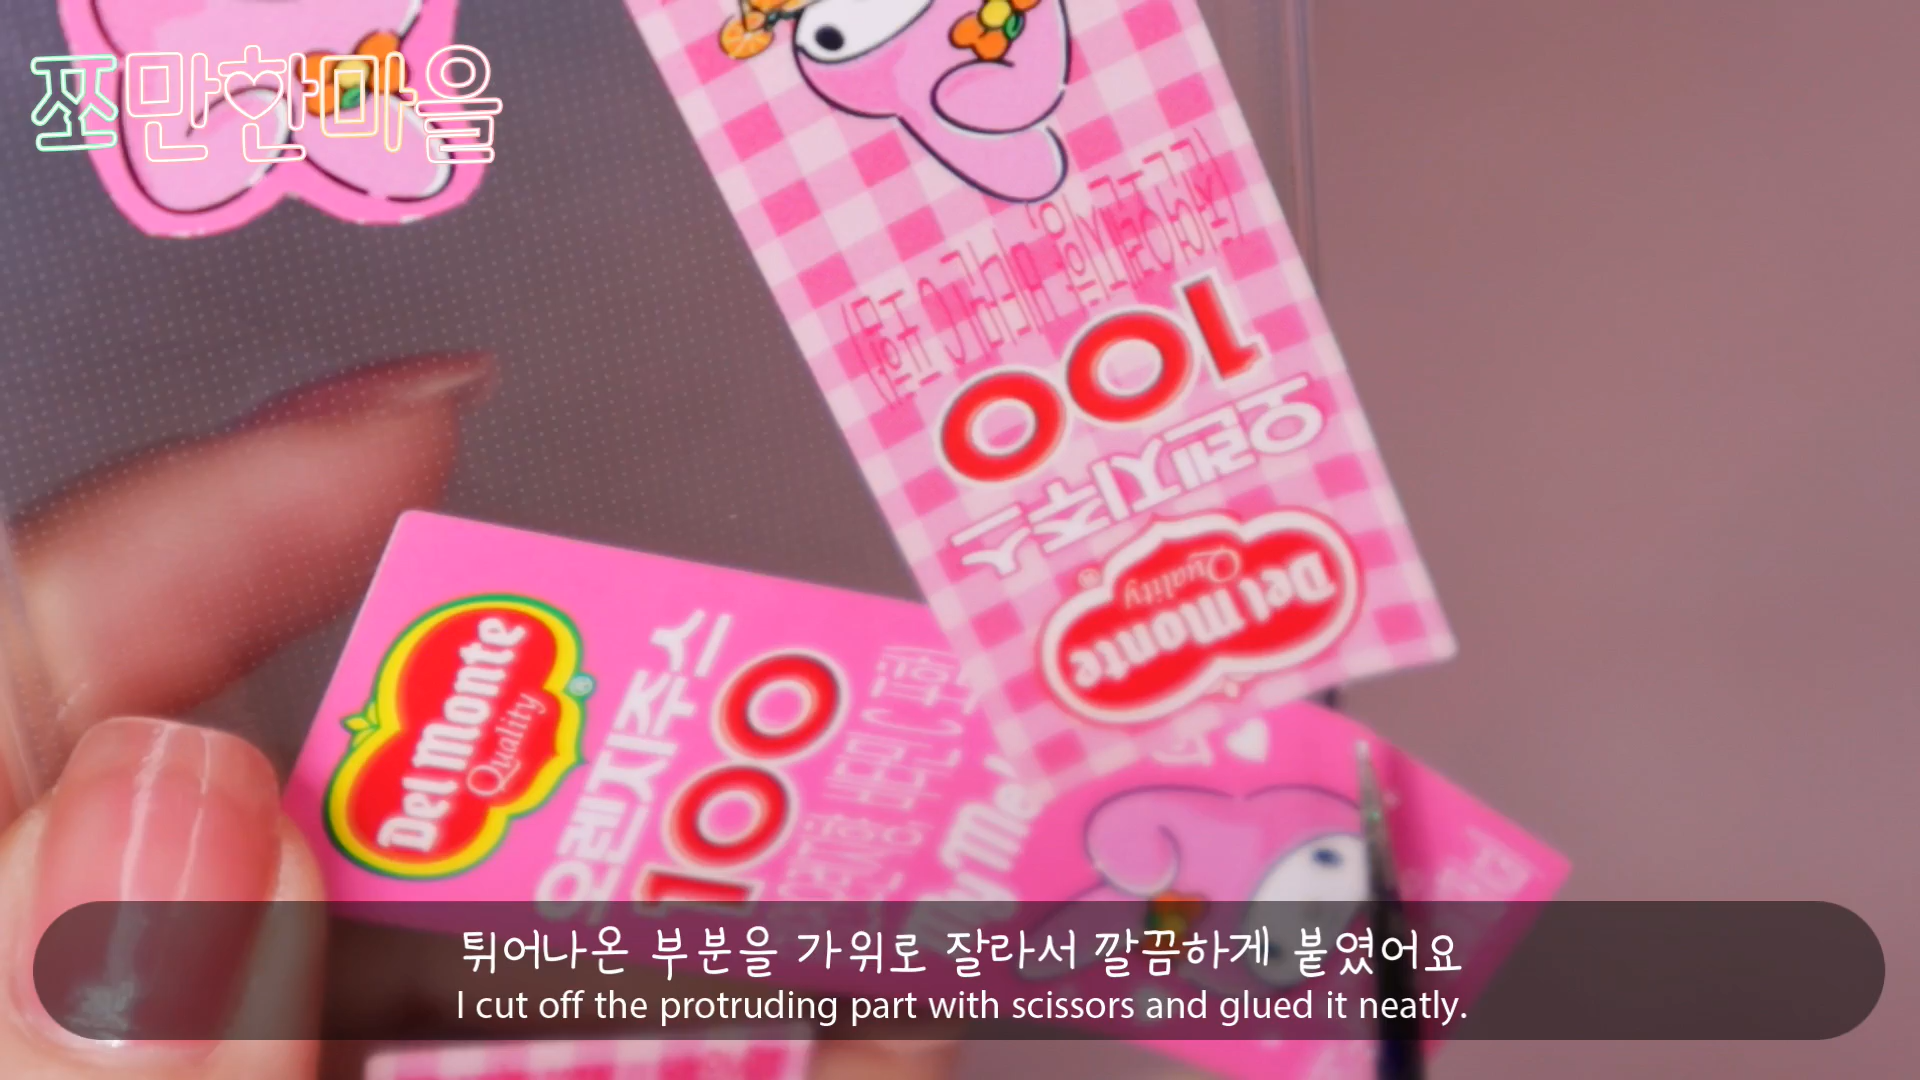 쪼만한마을
오렌지주스
100
Del Monte
Quality
Del Monte
Quality
오렌지주스
100
My Me
튀어나온 부분을 가위로 잘라서 깔끔하게 붙였어요
I cut off the protruding part with scissors and glued it neatly.